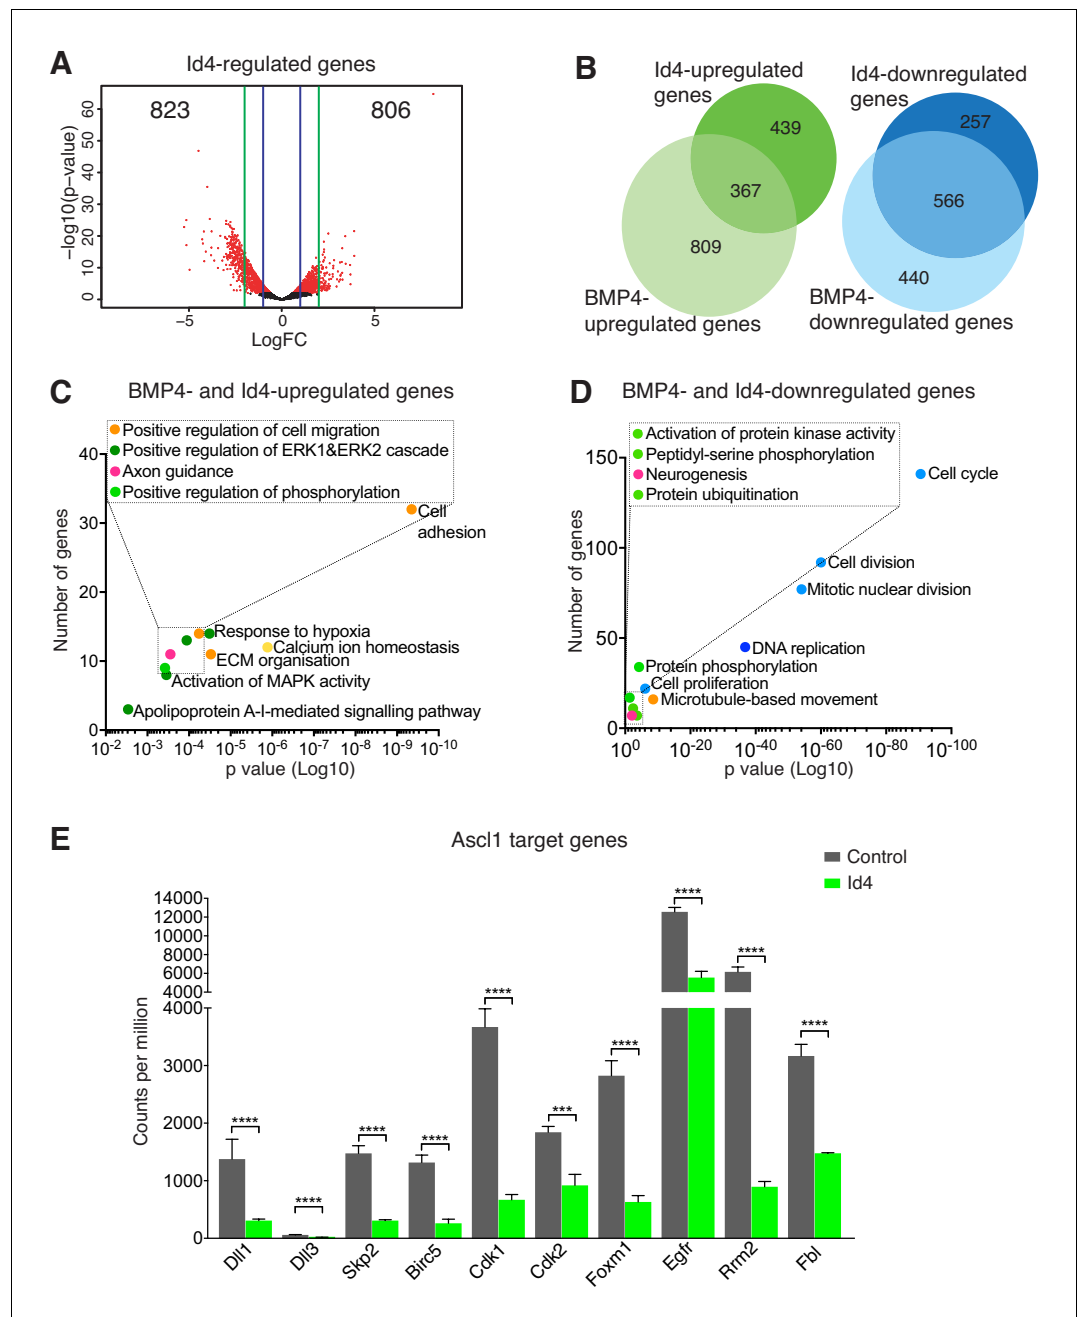 A
Id4-regulated genes
823
806
−log10(p−value)
60
50
40
30
20
10
0
−5
0
5
LogFC
B
Id4-upregulated
genes
439
367
809
BMP4-
upregulated genes
Id4-downregulated
genes
257
566
440
BMP4-
downregulated genes
C
BMP4- and Id4-upregulated genes
Number of genes
40
30
20
10
0
Positive regulation of cell migration
Positive regulation of ERK1&ERK2 cascade
Axon guidance
Positive regulation of phosphorylation
Cell
adhesion
Response to hypoxia
Calcium ion homeostasis
ECM organisation
Activation of MAPK activity
Apolipoprotein A-I-mediated signalling pathway
10-2 10-3 10-4 10-5 10-6 10-7 10-8 10-9 10-10
p value (Log10)
D
BMP4- and Id4-downregulated genes
Number of genes
150
100
50
0
Activation of protein kinase activity
Peptidyl-serine phosphorylation
Neurogenesis
Protein ubiquitination
Cell cycle
Cell division
Mitotic nuclear division
DNA replication
Protein phosphorylation
Cell proliferation
Microtubule-based movement
100 10-20 10-40 10-60 10-80 10-100
p value (Log10)
E
Ascl1 target genes
Control
Id4
Counts per million
14000
12000
10000
8000
6000
4000
4000
3000
2000
1000
0
****
****
****
****
****
***
****
****
****
****
Dll1
Dll3
Skp2
Birc5
Cdk1
Cdk2
Foxm1
Egfr
Rrm2
Fbl